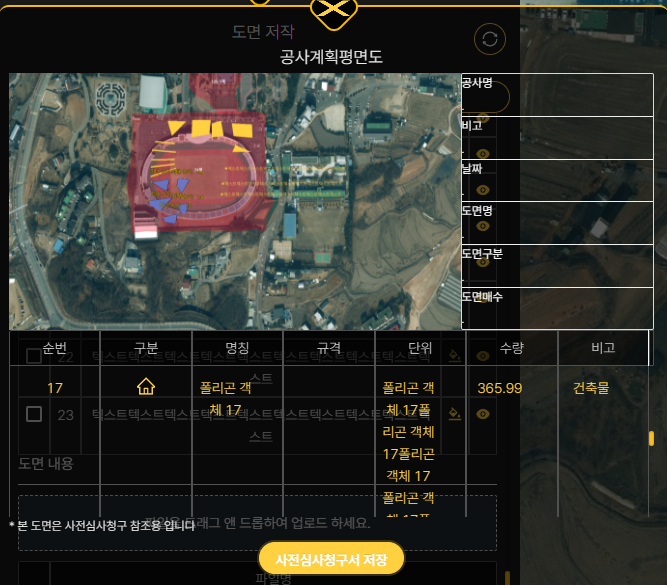 도면 저작
공사계획평면도
공사명
-
비고
-
날짜
-
도면명
-
도면구분
-
도면매수
-
순번 구분 명칭 규격 단위 수량 비고
22 텍스트텍스트텍스트텍스트텍스트텍스트텍스트텍
스트
17 폴리곤 객 폴리곤 객 365.99 건축물
체 17 체 17폴
리곤 객체
17폴리곤
객체 17
폴리곤 객
체 17폴
23 텍스트텍스트텍스트텍스트텍스트텍스트텍스트텍
스트
도면 내용
드래그 앤 드롭하여 업로드 하세요.
* 본 도면은 사전심사청구 참조용 입니다
사전심사청구서 저장
파일명